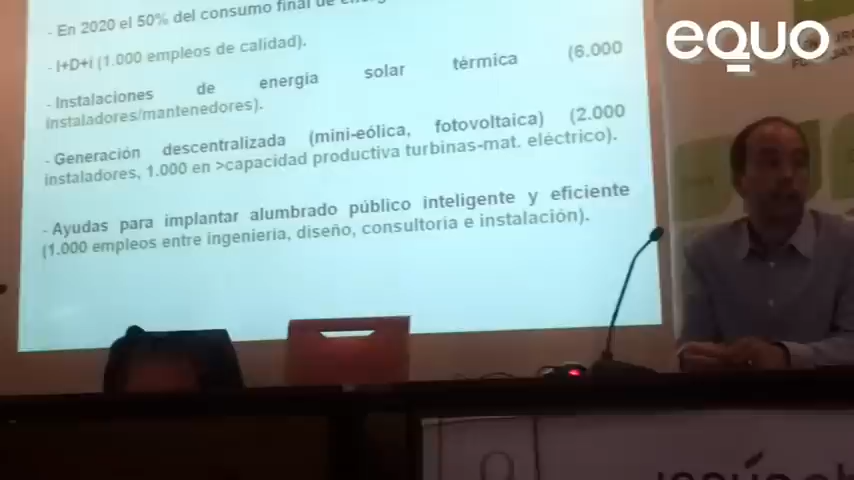 - En 2020 el 50% del consumo final de
- I+D+i (1.000 empleos de calidad).
- Instalaciones de energía solar térmica (6.000
instaladores/mantenedores).
- Generación descentralizada (mini-eólica, fotovoltaica) (2.000
instaladores, 1.000 en >capacidad productiva turbinas-mat. eléctrico).
- Ayudas para implantar alumbrado público inteligente y eficiente
(1.000 empleos entre ingeniería, diseño, consultoría e instalación).
equo